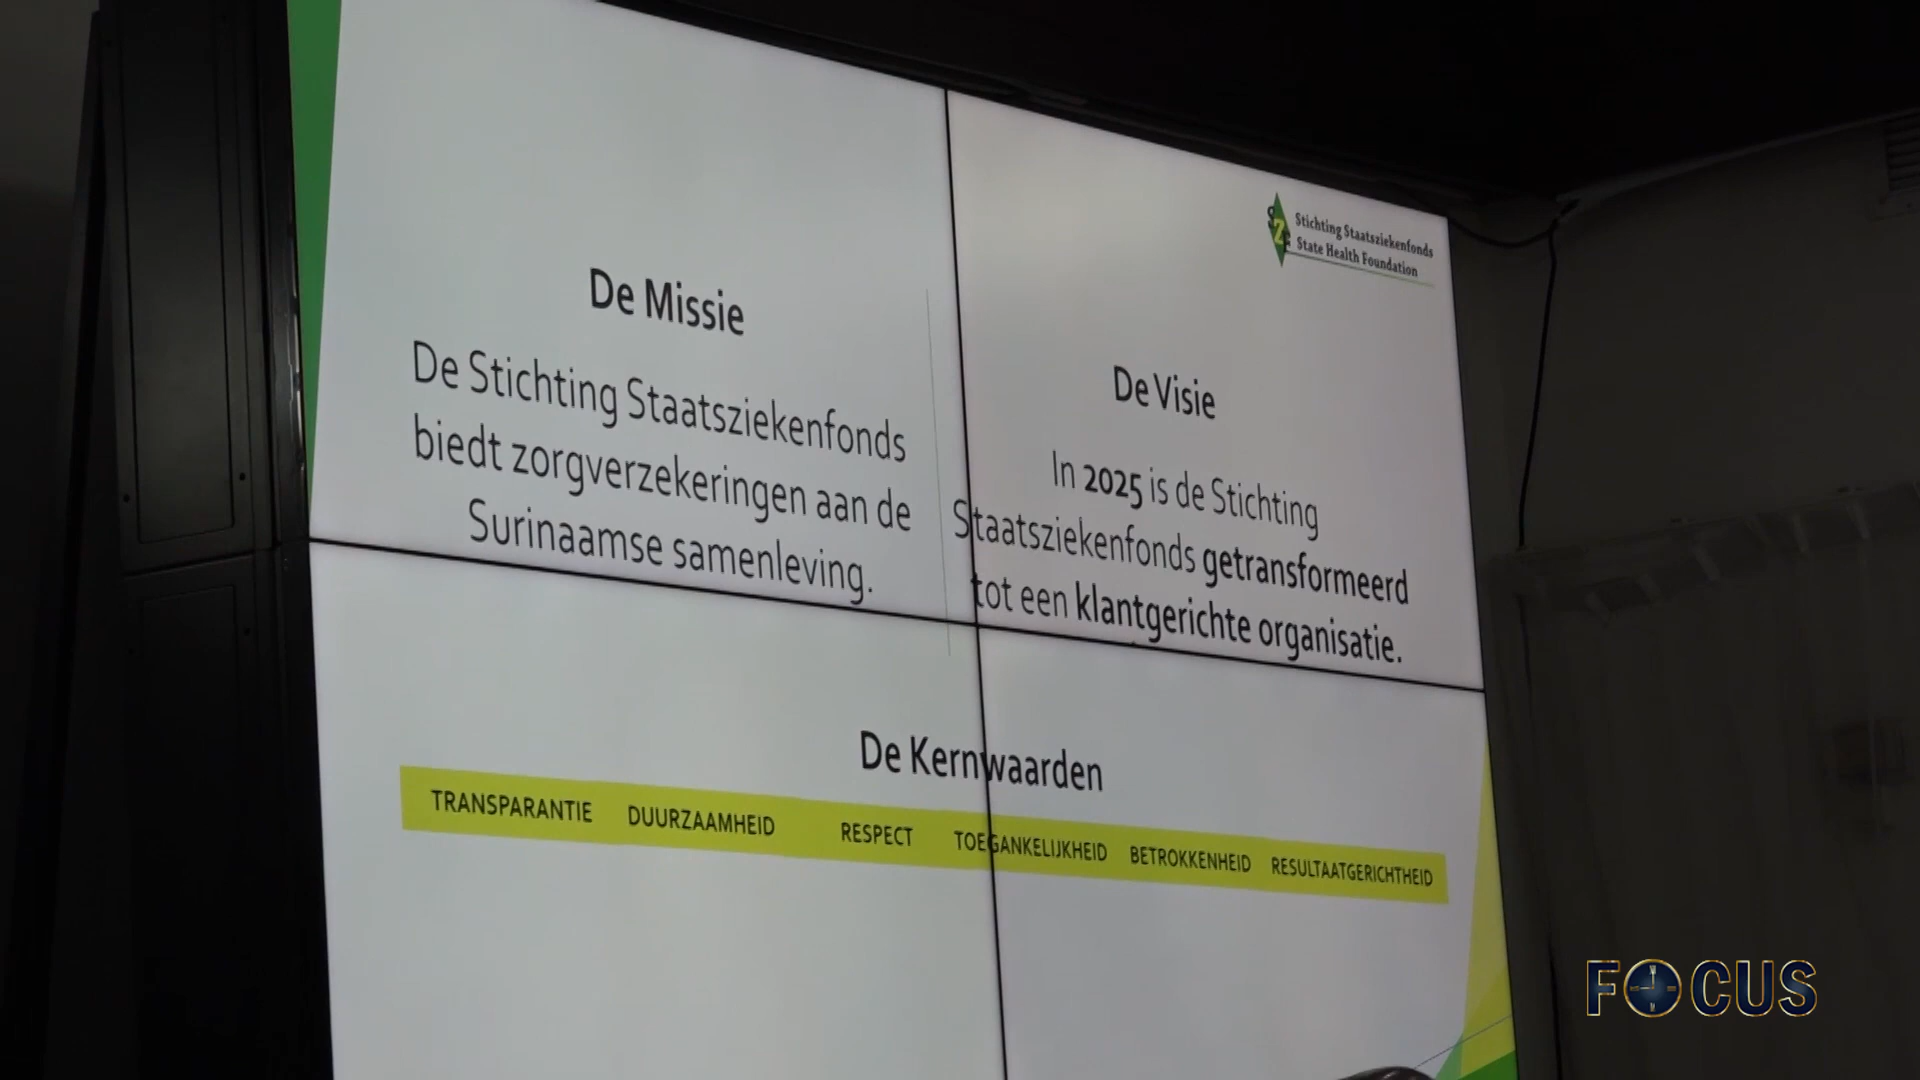 SZF
Stichting Staatsziekenfonds
State Health Foundation
De Missie
De Stichting Staatsziekenfonds
biedt zorgverzekeringen aan de
Surinaamse samenleving.
De Visie
In 2025 is de Stichting
Staatsziekenfonds getransformeerd
tot een klantgerichte organisatie.
De Kernwaarden
TRANSPARANTIE DUURZAAMHEID RESPECT TOEGANKELIJKHEID BETROKKENHEID RESULTAATGERICHTHEID
FOCUS